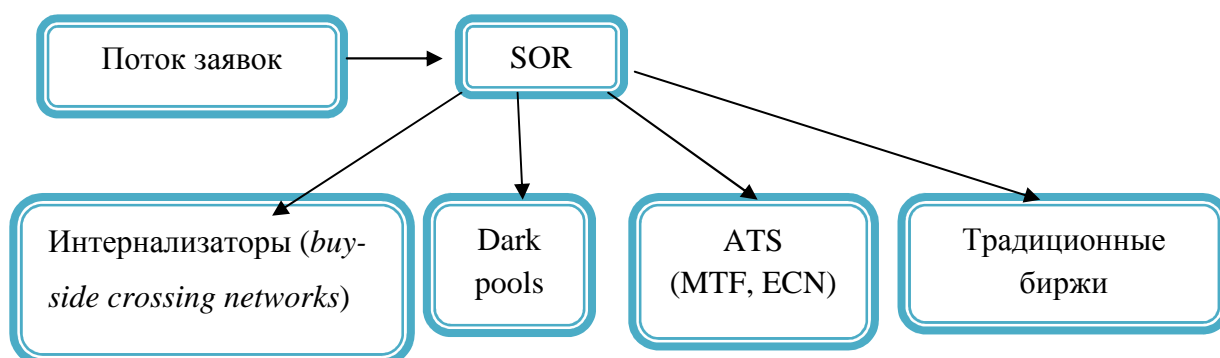 Поток заявок
SOR
Интернализаторы (buy-
side crossing networks)
Dark
pools
ATS
(MTF, ECN)
Традиционные
биржи